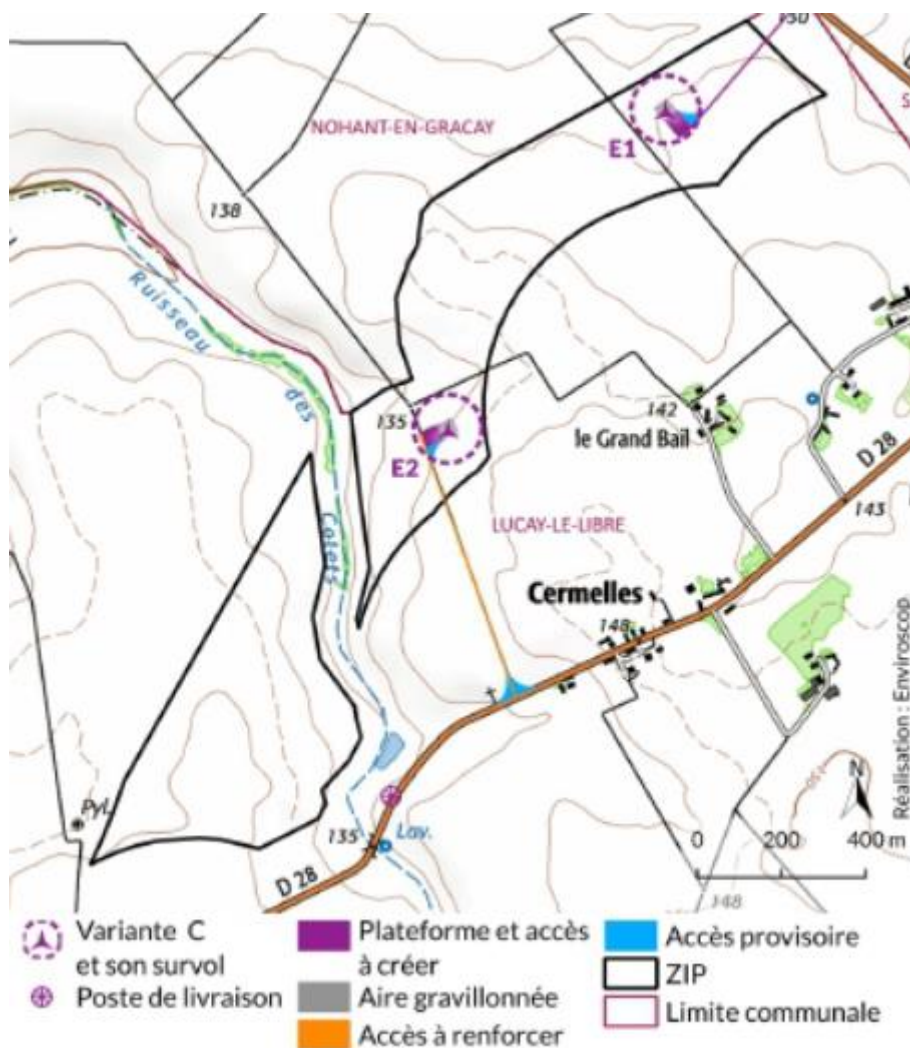 130
NOHANT-EN-GRACAY
E1
138
Ruisseau
des
Colets
135
E2
142
le Grand Bail
D 28
143
LUCAY-LE-LIBRE
Cermelles
148
Pyl.
135
Lav.
D 28
150
N
0 200 400 m
148
Réalisation : Enviroscop
Variante C
et son survol
Poste de livraison
Plateforme et accès
à créer
Aire gravillonnée
Accès à renforcer
Accès provisoire
ZIP
Limite communale